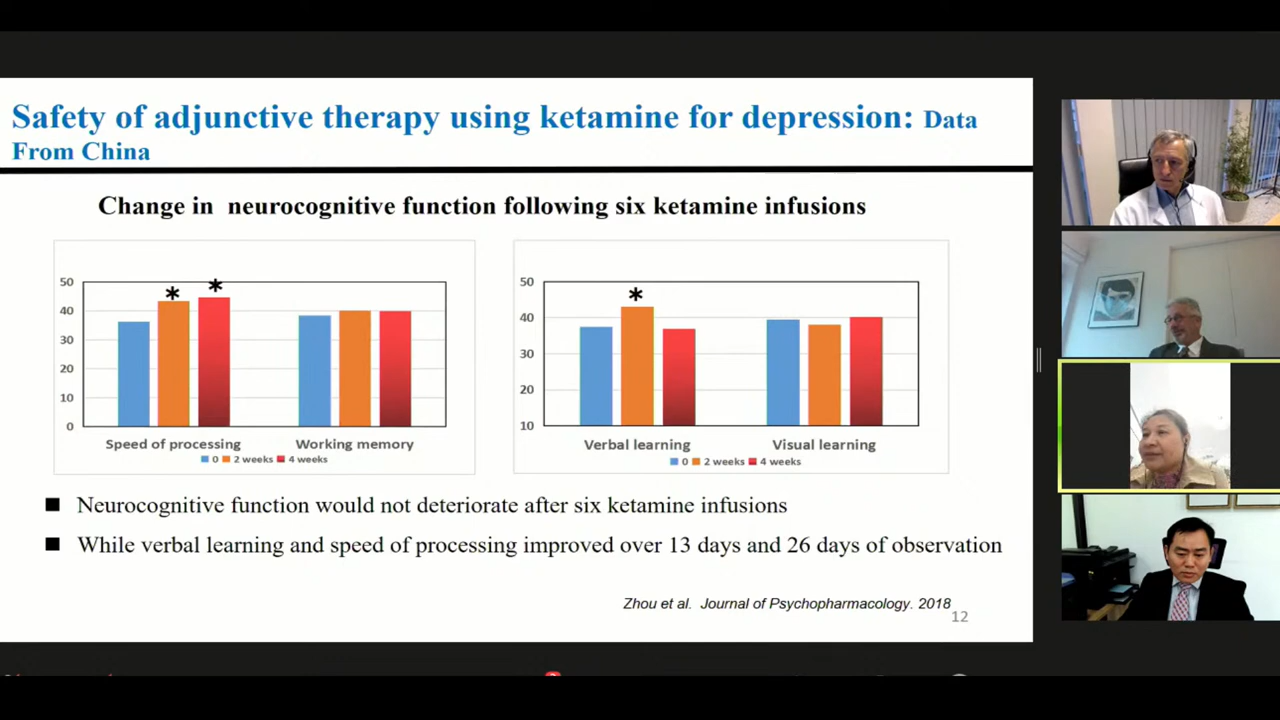 Safety of adjunctive therapy using ketamine for depression: Data
From China
Change in neurocognitive function following six ketamine infusions
50
40
30
20
10
0
* *
Speed of processing Working memory
0 2 weeks 4 weeks
50
40
30
20
10
*
Verbal learning Visual learning
0 2 weeks 4 weeks
■ Neurocognitive function would not deteriorate after six ketamine infusions
■ While verbal learning and speed of processing improved over 13 days and 26 days of observation
Zhou et al. Journal of Psychopharmacology. 2018
12